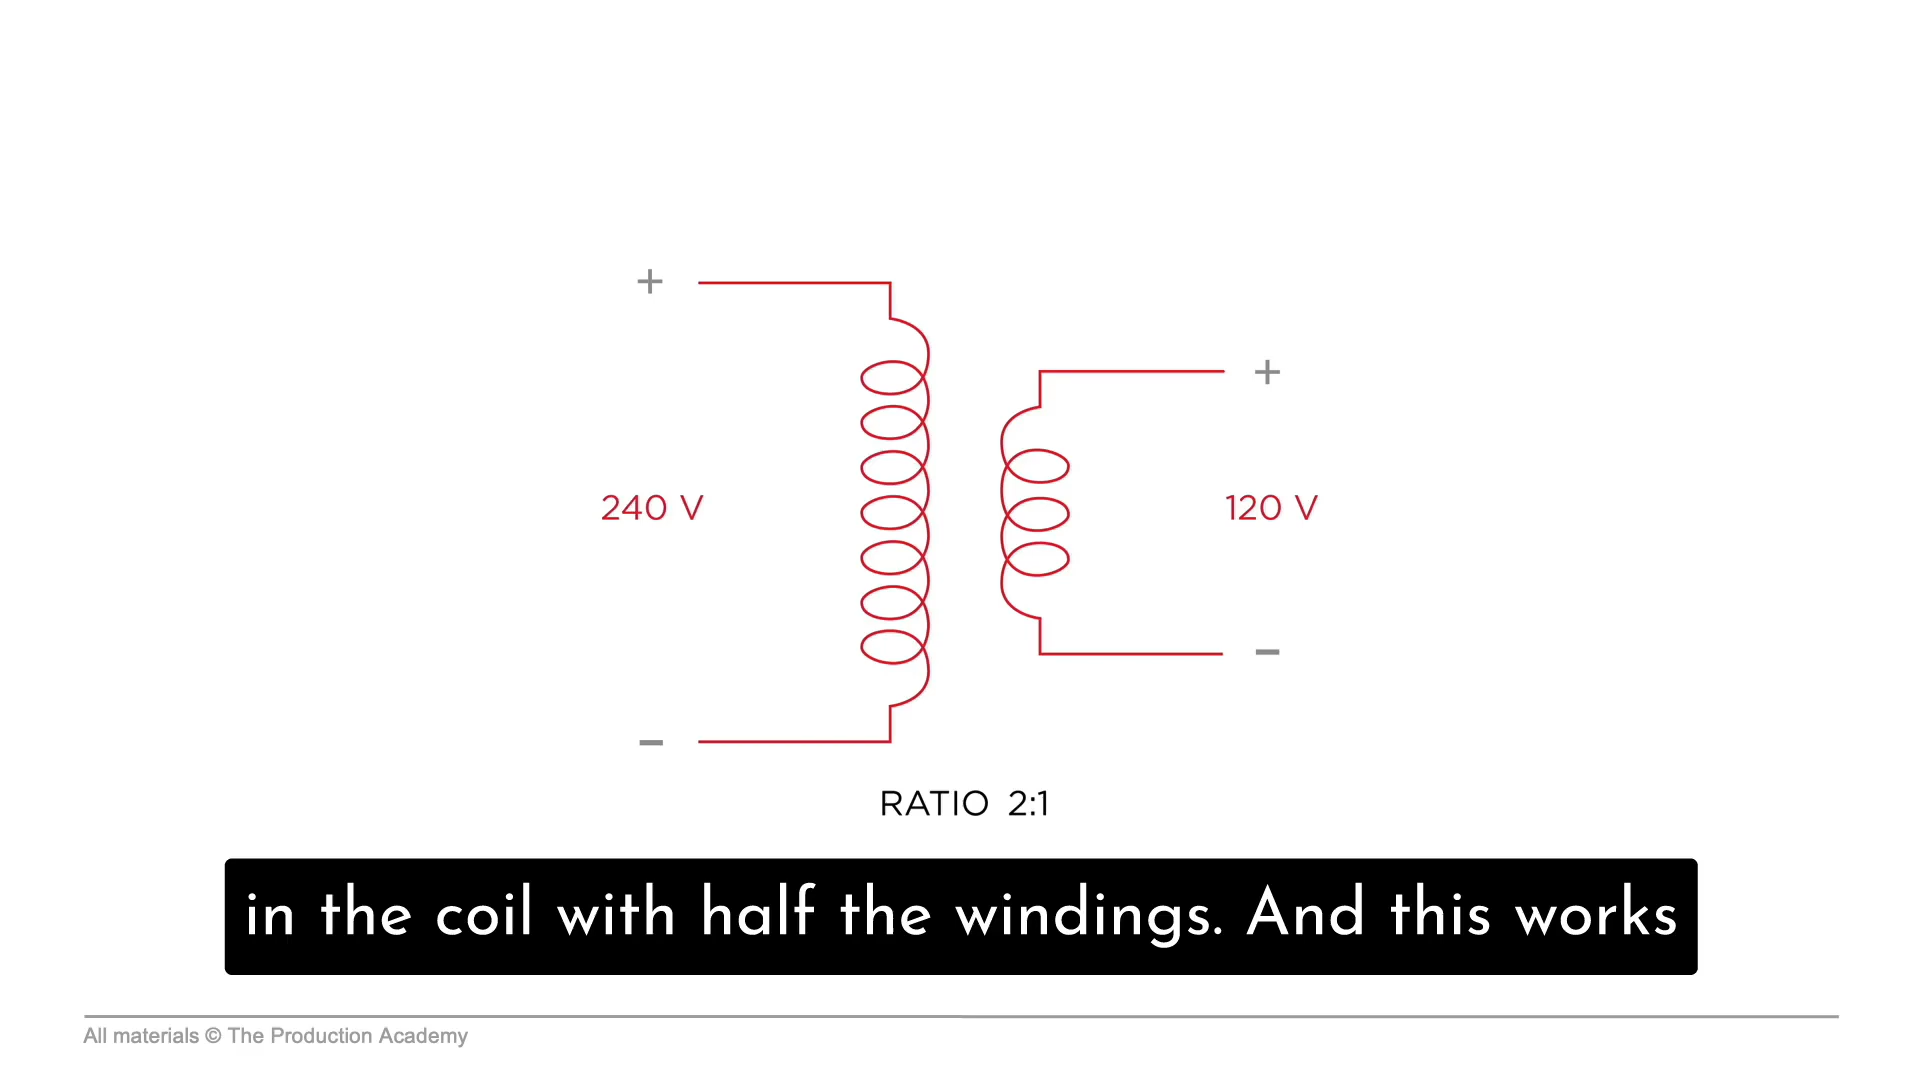 +
+
240 V
120 V
−
−
RATIO 2:1
in the coil with half the windings. And this works
All materials © The Production Academy